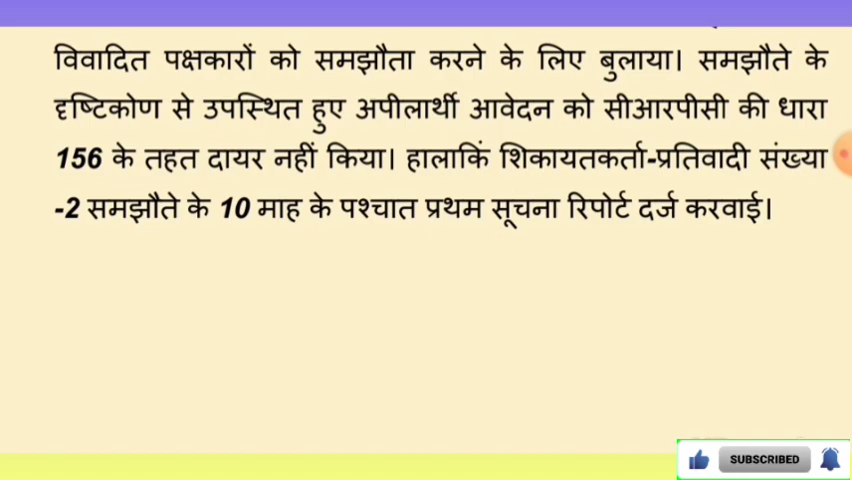 विवादित पक्षकारों को समझौता करने के लिए बुलाया। समझौते के
दृष्टिकोण से उपस्थित हुए अपीलार्थी आवेदन को सीआरपीसी की धारा
156 के तहत दायर नहीं किया। हालाकिं शिकायतकर्ता-प्रतिवादी संख्या
-2 समझौते के 10 माह के पश्चात प्रथम सूचना रिपोर्ट दर्ज करवाई।
SUBSCRIBED